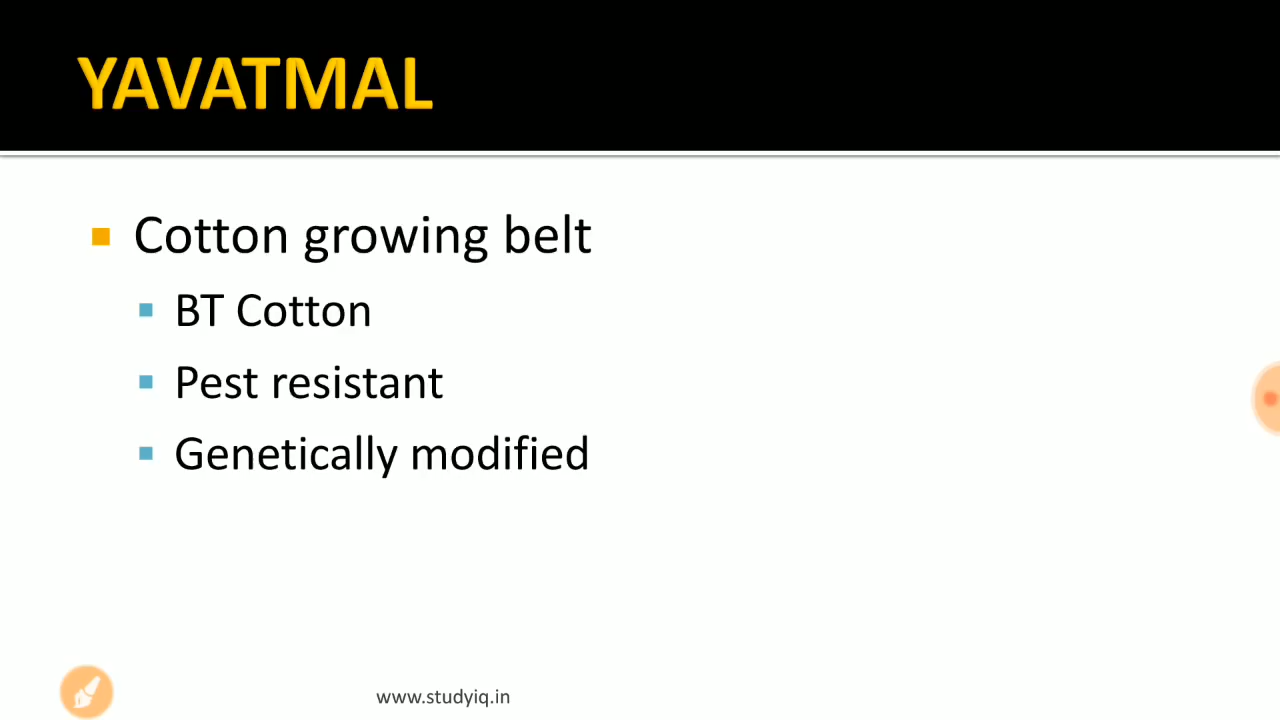 YAVATMAL
Cotton growing belt
BT Cotton
Pest resistant
Genetically modified
www.studyiq.in